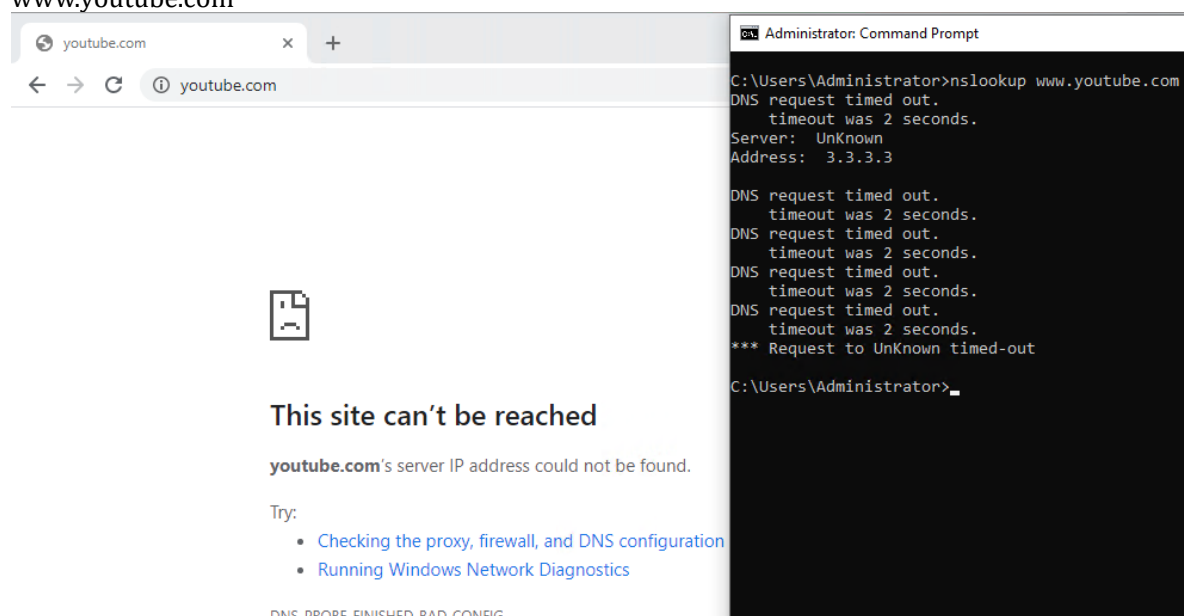 www.youtube.com
youtube.com
youtube.com
This site can't be reached
youtube.com's server IP address could not be found.
Try:
Checking the proxy, firewall, and DNS configuration
Running Windows Network Diagnostics
DNS_PROBE_FINISHED_BAD_CONFIG
Administrator: Command Prompt
C:\Users\Administrator>nslookup www.youtube.com
DNS request timed out.
timeout was 2 seconds.
Server: UnKnown
Address: 3.3.3.3
DNS request timed out.
timeout was 2 seconds.
DNS request timed out.
timeout was 2 seconds.
DNS request timed out.
timeout was 2 seconds.
DNS request timed out.
timeout was 2 seconds.
*** Request to UnKnown timed-out
C:\Users\Administrator>